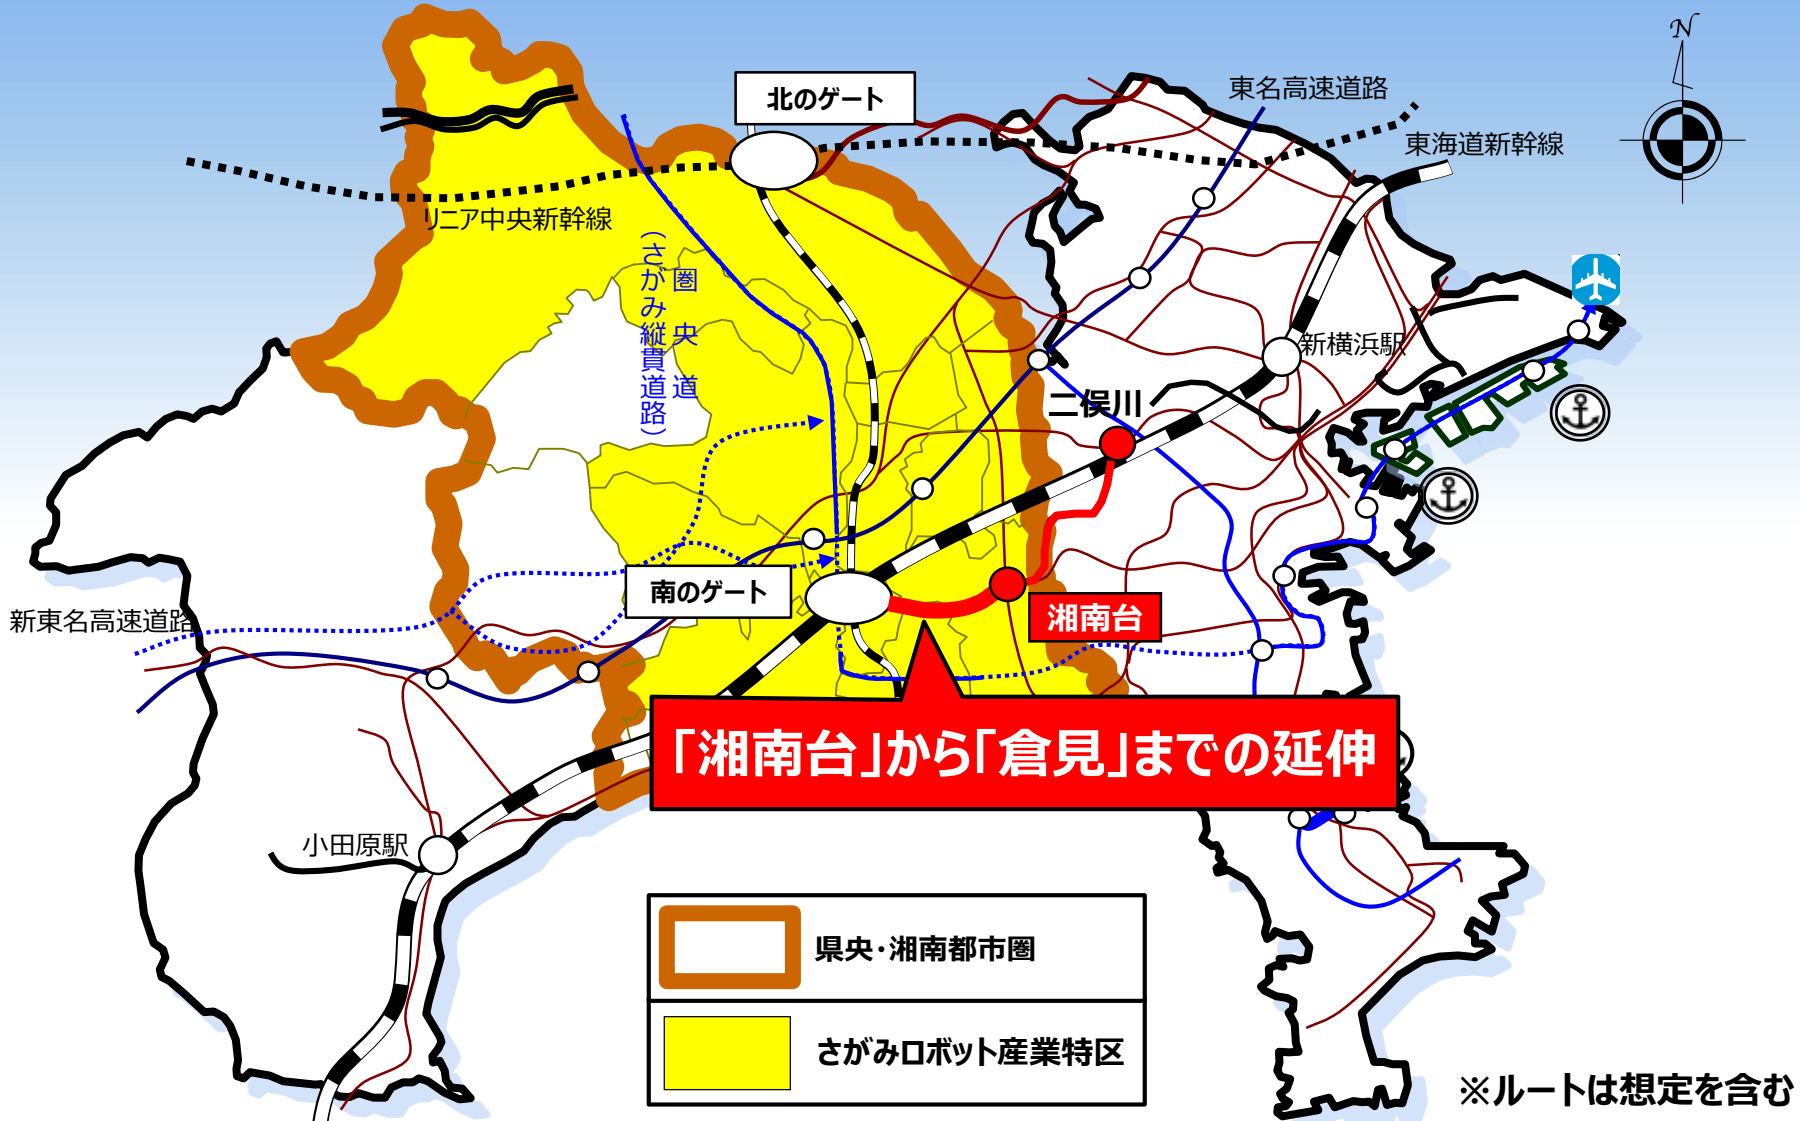 N
北のゲート
東名高速道路
東海道新幹線
リニア中央新幹線
圏央道
（さがみ縦貫道路）
新横浜駅
二俣川
南のゲート
湘南台
新東名高速道路
「湘南台」から「倉見」までの延伸
小田原駅
県央・湘南都市圏
さがみロボット産業特区
※ルートは想定を含む